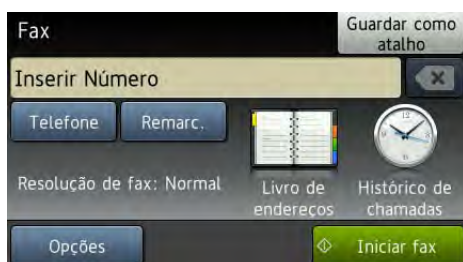 Fax
Guardar como
atalho
Inserir Número
Telefone
Remarc.
12
Resolução de fax: Normal
Livro de
endereços
Histórico de
chamadas
Opções
Iniciar fax